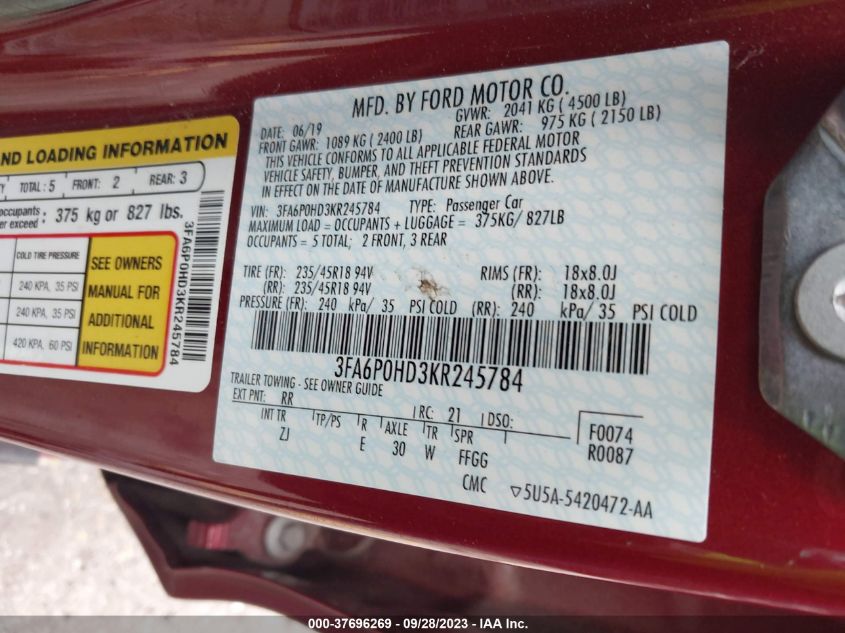 MFD. BY FORD MOTOR CO.
DATE: 06/19 GVWR: 2041 KG ( 4500 LB)
FRONT GAWR: 1089 KG ( 2400 LB) REAR GAWR: 975 KG ( 2150 LB)
THIS VEHICLE CONFORMS TO ALL APPLICABLE FEDERAL MOTOR
VEHICLE SAFETY, BUMPER, AND THEFT PREVENTION STANDARDS
IN EFFECT ON THE DATE OF MANUFACTURE SHOWN ABOVE.
VIN: 3FA6P0HD3KR245784 TYPE: Passenger Car
MAXIMUM LOAD = OCCUPANTS + LUGGAGE = 375KG/ 827LB
OCCUPANTS = 5 TOTAL; 2 FRONT, 3 REAR
TIRE (FR): 235/45R18 94V RIMS (FR): 18x8.0J
(RR): 235/45R18 94V (RR): 18x8.0J
PRESSURE (FR): 240 kPa/ 35 PSI COLD (RR): 240 kPa/ 35 PSI COLD
3FA6P0HD3KR245784
TRAILER TOWING - SEE OWNER GUIDE
EXT PNT: RR RC: 21 DSO: F0074
INT TR TP/PS R AXLE TR SPR R0087
ZJ E 30 W FFGG
CMC ▽5U5A-5420472-AA
ND LOADING INFORMATION
TOTAL : 5 FRONT: 2 REAR: 3
occupants
exceed : 375 kg or 827 lbs.
COLD TIRE PRESSURE
240 KPA, 35 PSI
240 KPA, 35 PSI
420 KPA, 60 PSI
SEE OWNERS
MANUAL FOR
ADDITIONAL
INFORMATION
3FA6P0HD3KR245784
000-37696269 - 09/28/2023 - IAA Inc.